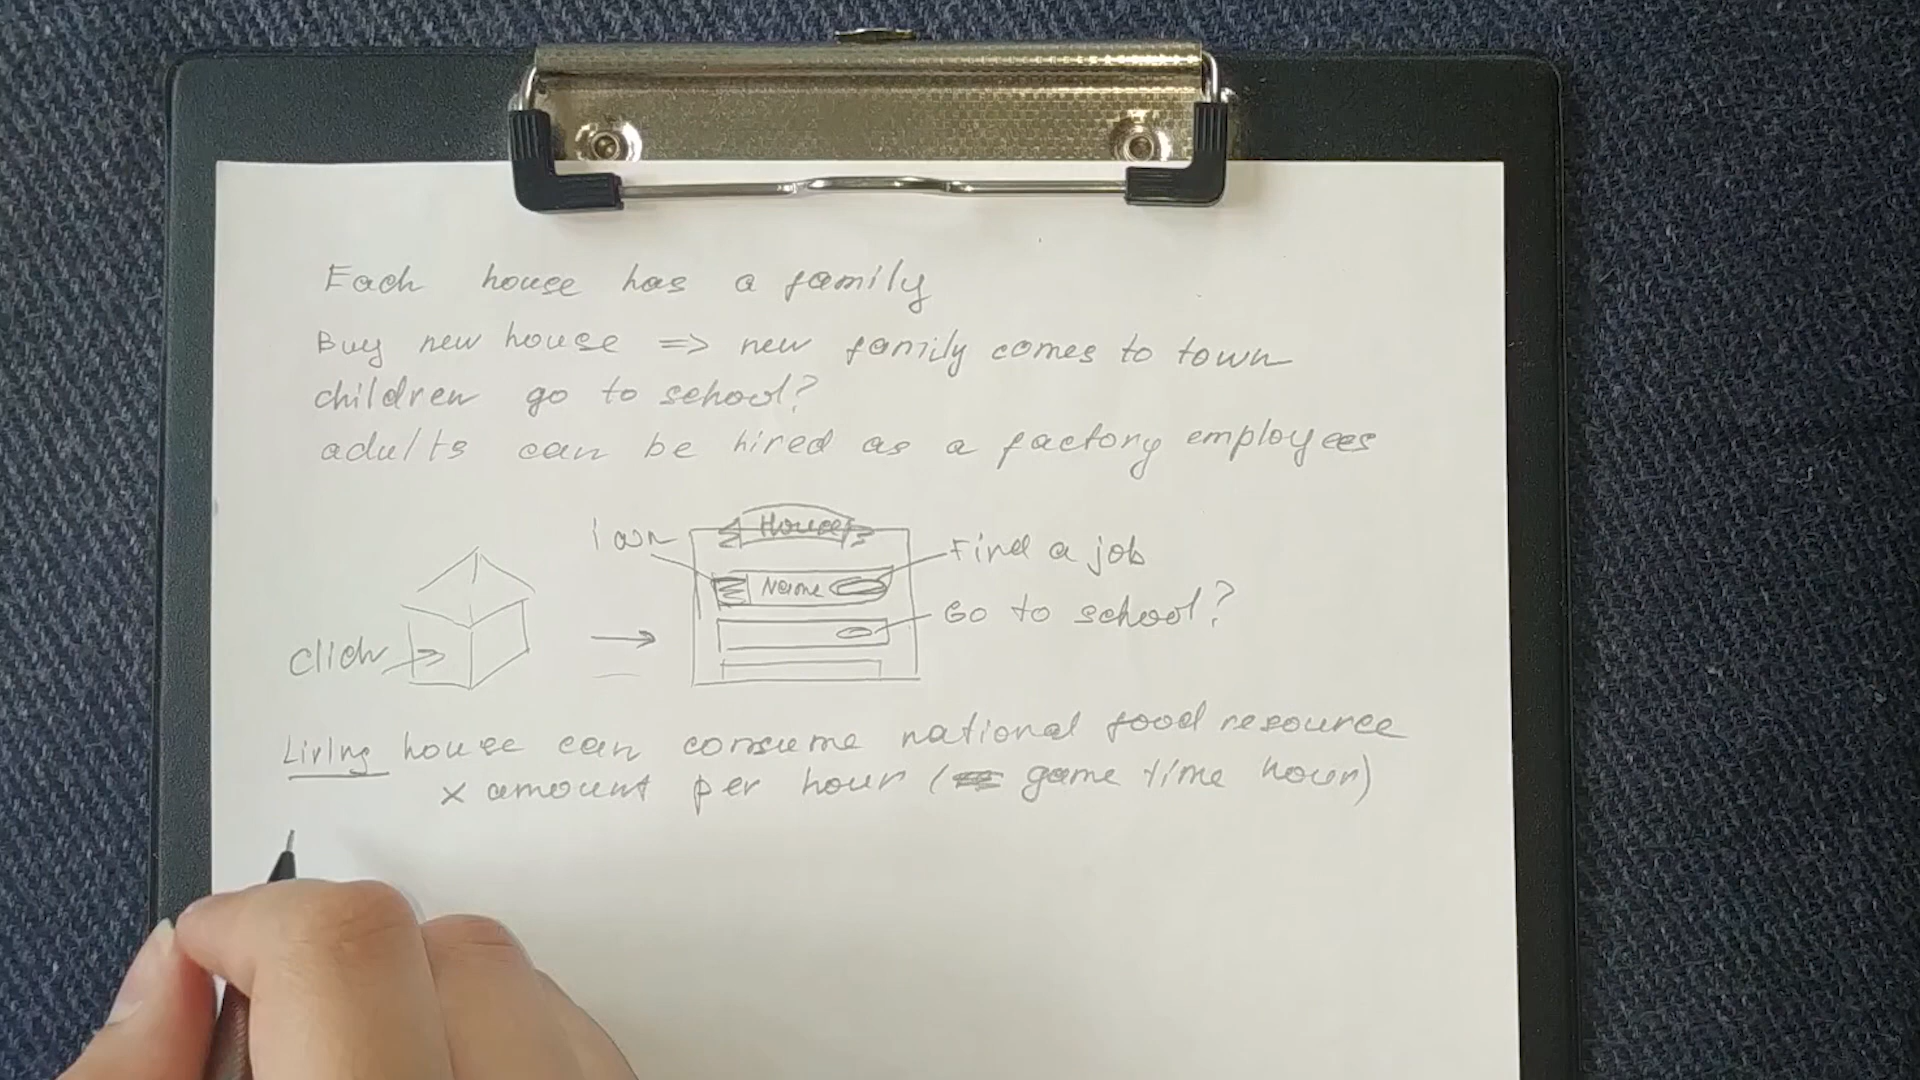 Each house has a family
Buy new house => new family comes to town
children go to school?
adults can be hired as a factory employees
House
Icon
Name
Find a job
Go to school?
Click
Living house can consume national food resource
x amount per hour ( game time hour)